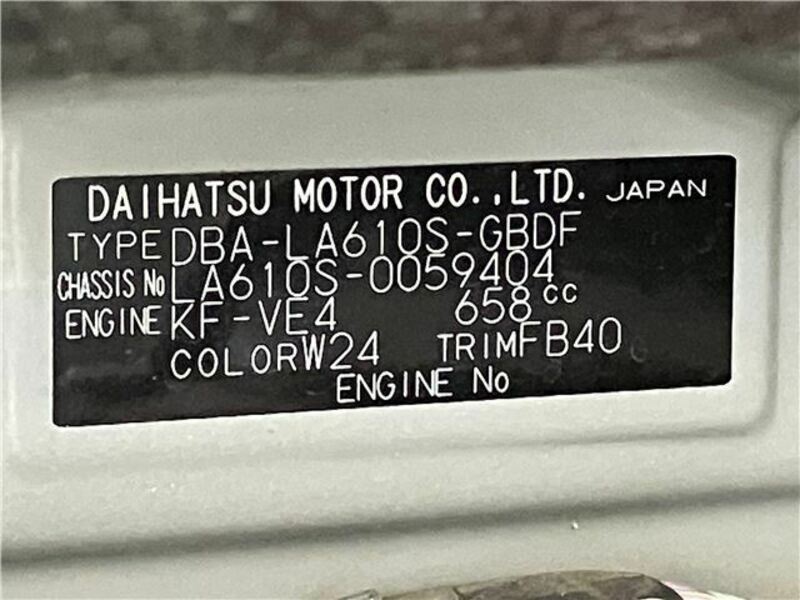 DAIHATSU MOTOR CO.,LTD. JAPAN
TYPE DBA-LA610S-GBDF
CHASSIS No LA610S-0059404
ENGINE KF-VE4 658cc
COLOR W24 TRIM FB40
ENGINE No